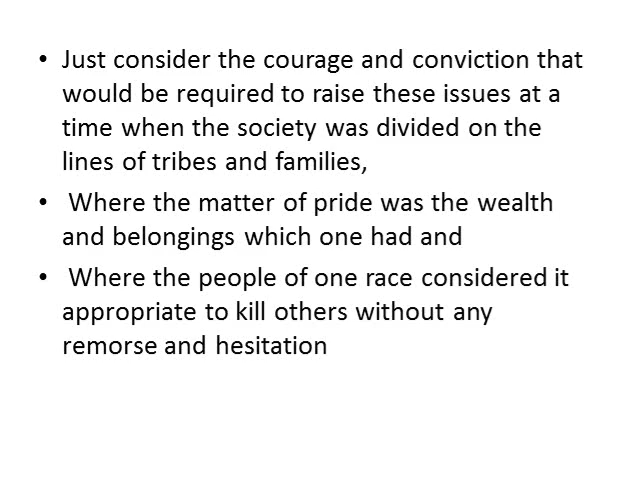 • Just consider the courage and conviction that
would be required to raise these issues at a
time when the society was divided on the
lines of tribes and families,
• Where the matter of pride was the wealth
and belongings which one had and
• Where the people of one race considered it
appropriate to kill others without any
remorse and hesitation